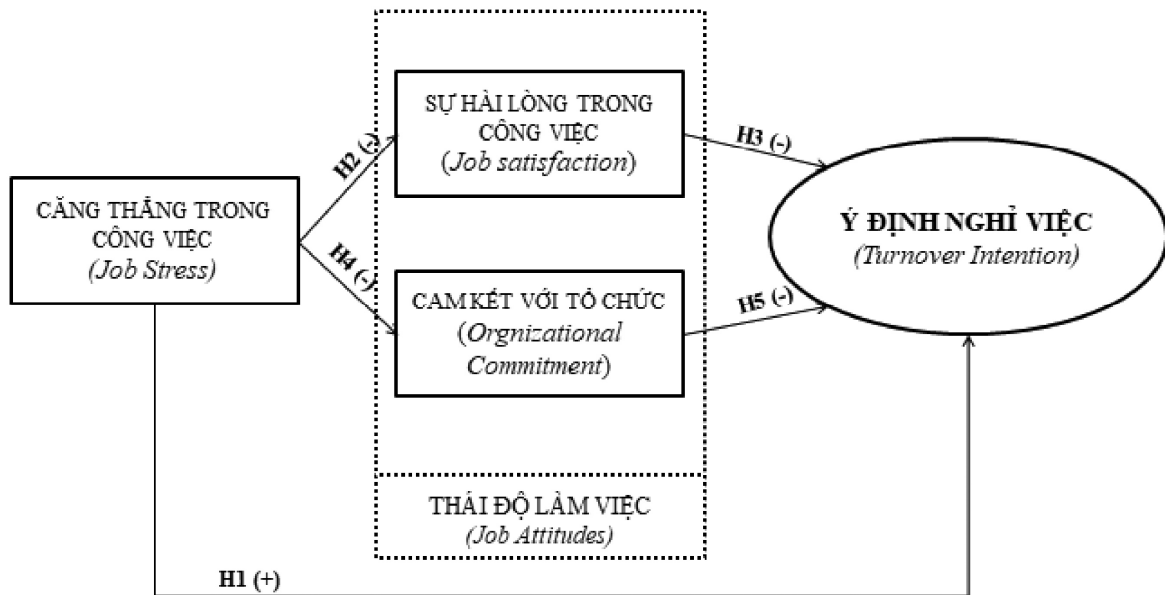 CĂNG THẲNG TRONG
CÔNG VIỆC
(Job Stress)
H2 (-)
H4 (-)
SỰ HÀI LÒNG TRONG
CÔNG VIỆC
(Job satisfaction)
CAM KẾT VỚI TỔ CHỨC
(Orgnizational
Commitment)
THÁI ĐỘ LÀM VIỆC
(Job Attitudes)
H3 (-)
H5 (-)
Ý ĐỊNH NGHỈ VIỆC
(Turnover Intention)
H1 (+)